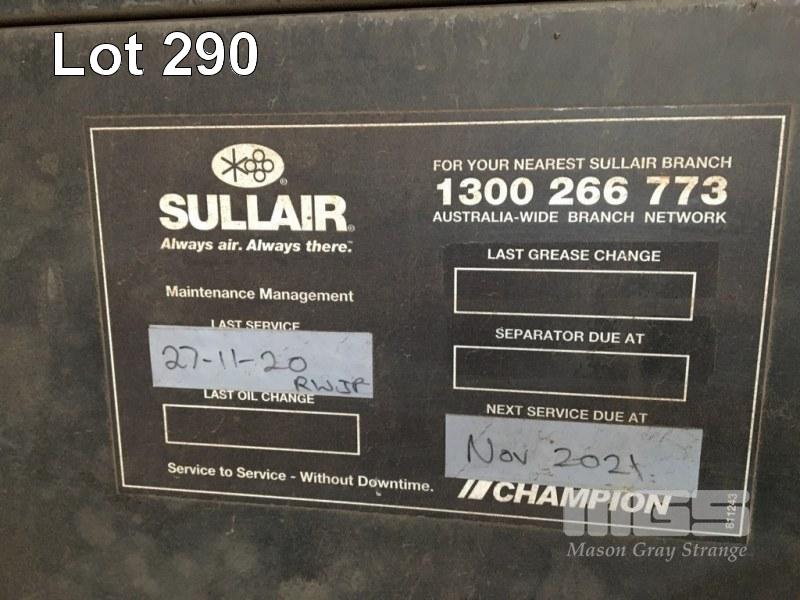 Lot 290
SULLAIR
Always air. Always there.™
FOR YOUR NEAREST SULLAIR BRANCH
1300 266 773
AUSTRALIA-WIDE BRANCH NETWORK
Maintenance Management
LAST SERVICE
27-11-20
LAST OIL CHANGE
Service to Service - Without Downtime.
LAST GREASE CHANGE
SEPARATOR DUE AT
NEXT SERVICE DUE AT
Nov 2021
CHAMPION
811243
MGS
Mason Gray Strange